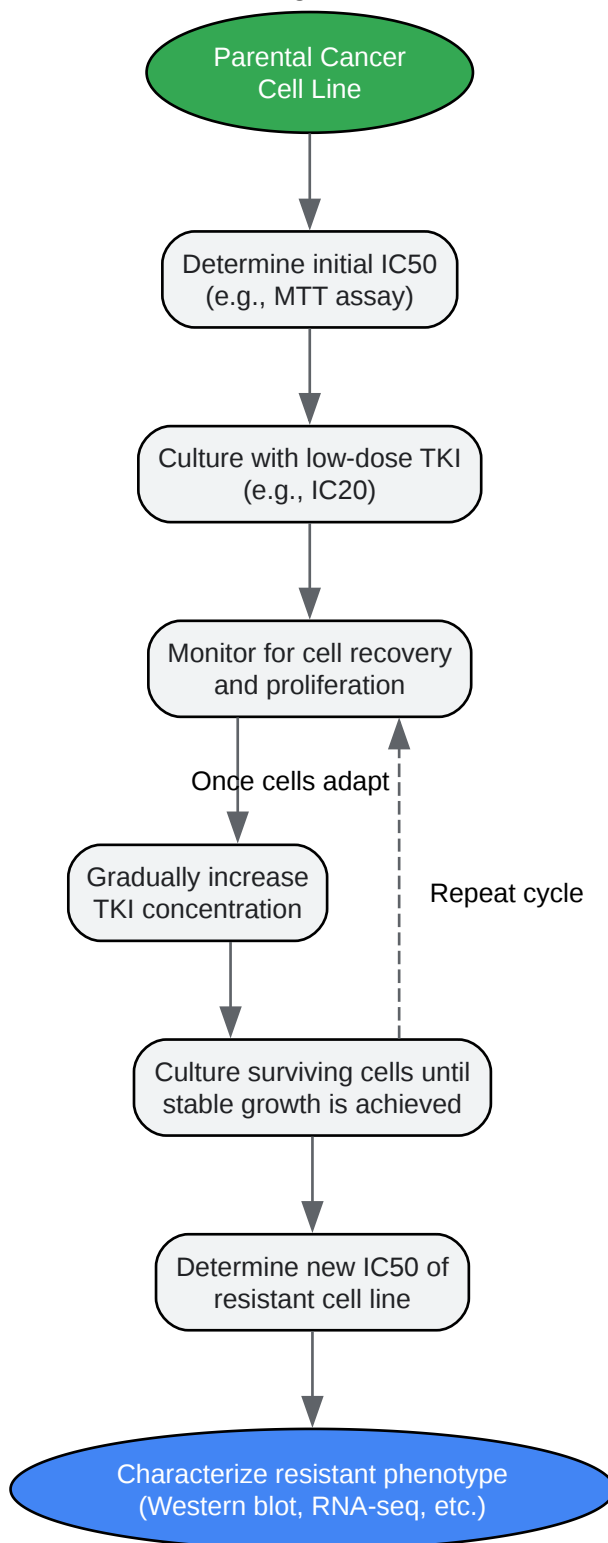 Parental Cancer
Cell Line
Determine initial IC50
(e.g., MTT assay)
Culture with low-dose TKI
(e.g., IC20)
Monitor for cell recovery
and proliferation
Once cells adapt
Gradually increase
TKI concentration
Repeat cycle
Culture surviving cells until
stable growth is achieved
Determine new IC50 of
resistant cell line
Characterize resistant phenotype
(Western blot, RNA-seq, etc.)